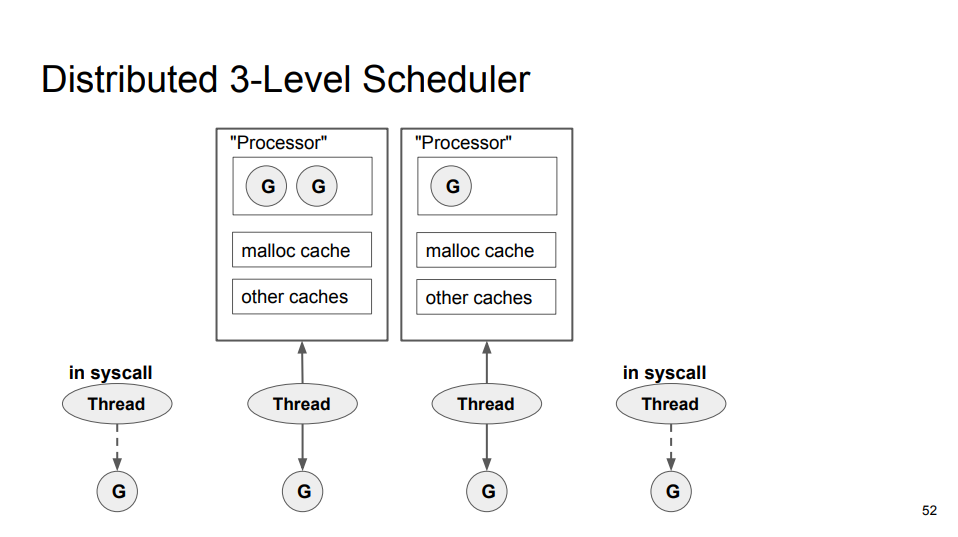 Distributed 3-Level Scheduler
"Processor"
"Processor"
G G
G
malloc cache
malloc cache
other caches
other caches
in syscall
in syscall
Thread
Thread
Thread
Thread
G
G
G
G
52